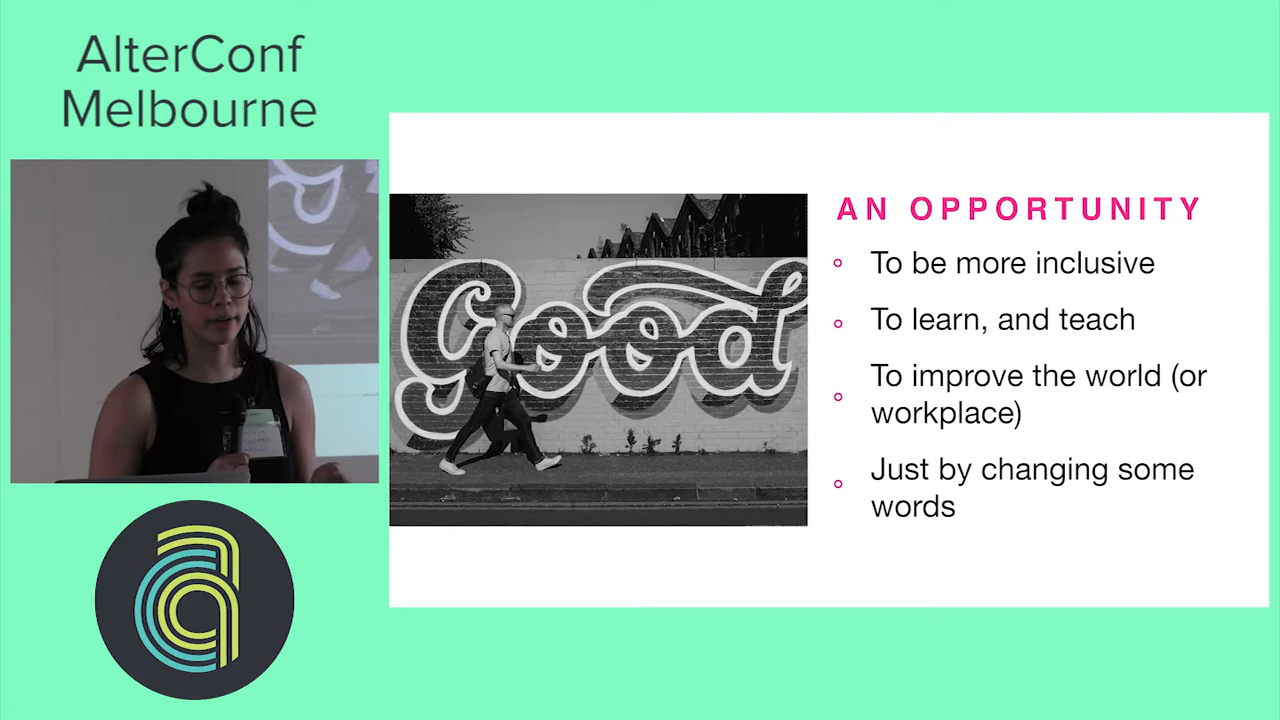 AlterConf
Melbourne
Good
AN OPPORTUNITY
To be more inclusive
To learn, and teach
To improve the world (or
workplace)
Just by changing some
words